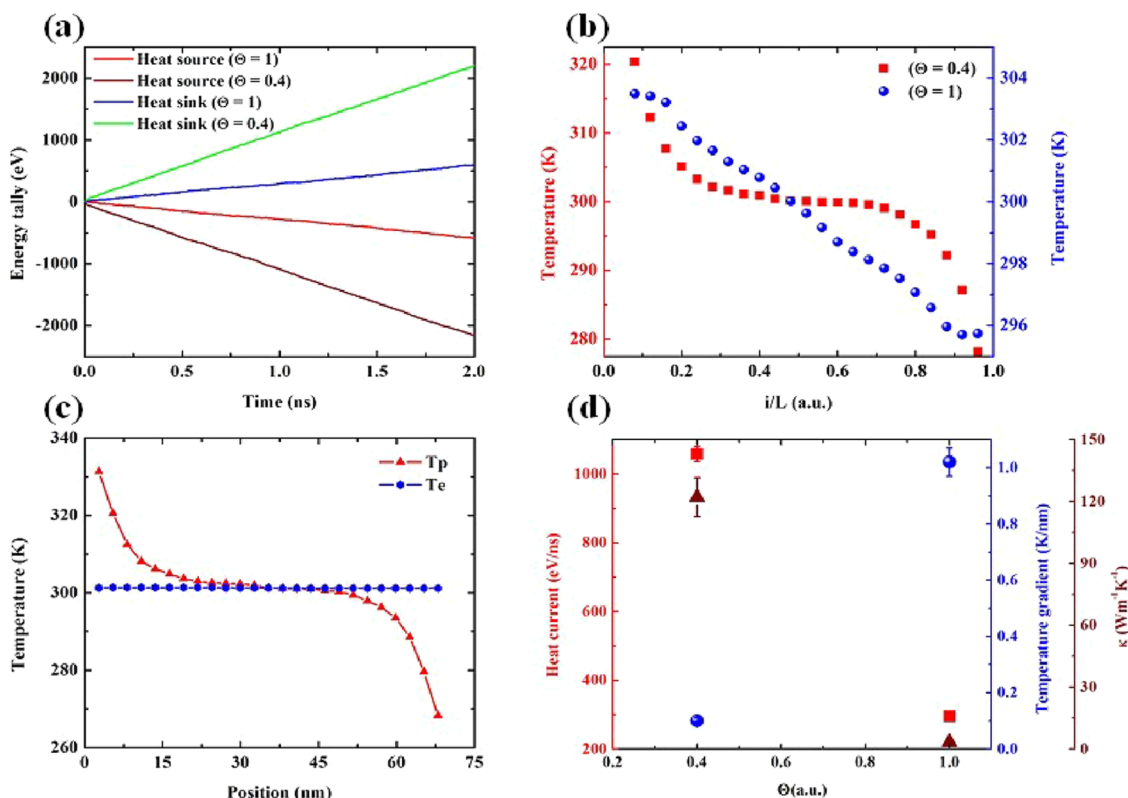 (a)
Heat source (Θ = 1)
Heat source (Θ = 0.4)
Heat sink (Θ = 1)
Heat sink (Θ = 0.4)
2000
1000
0
-1000
-2000
Energy tally (eV)
0.0 0.5 1.0 1.5 2.0
Time (ns)
(b)
(Θ = 0.4)
(Θ = 1)
320
310
300
290
280
Temperature (K)
304
302
300
298
296
Temperature (K)
0.0 0.2 0.4 0.6 0.8 1.0
i/L (a.u.)
(c)
Tp
Te
340
320
300
280
260
Temperature (K)
0 15 30 45 60 75
Position (nm)
(d)
1000
800
600
400
200
Heat current (eV/ns)
1.0
0.8
0.6
0.4
0.2
0.0
Temperature gradient (K/nm)
150
120
90
60
30
0
κ (Wm⁻¹K⁻¹)
0.2 0.4 0.6 0.8 1.0
Θ(a.u.)